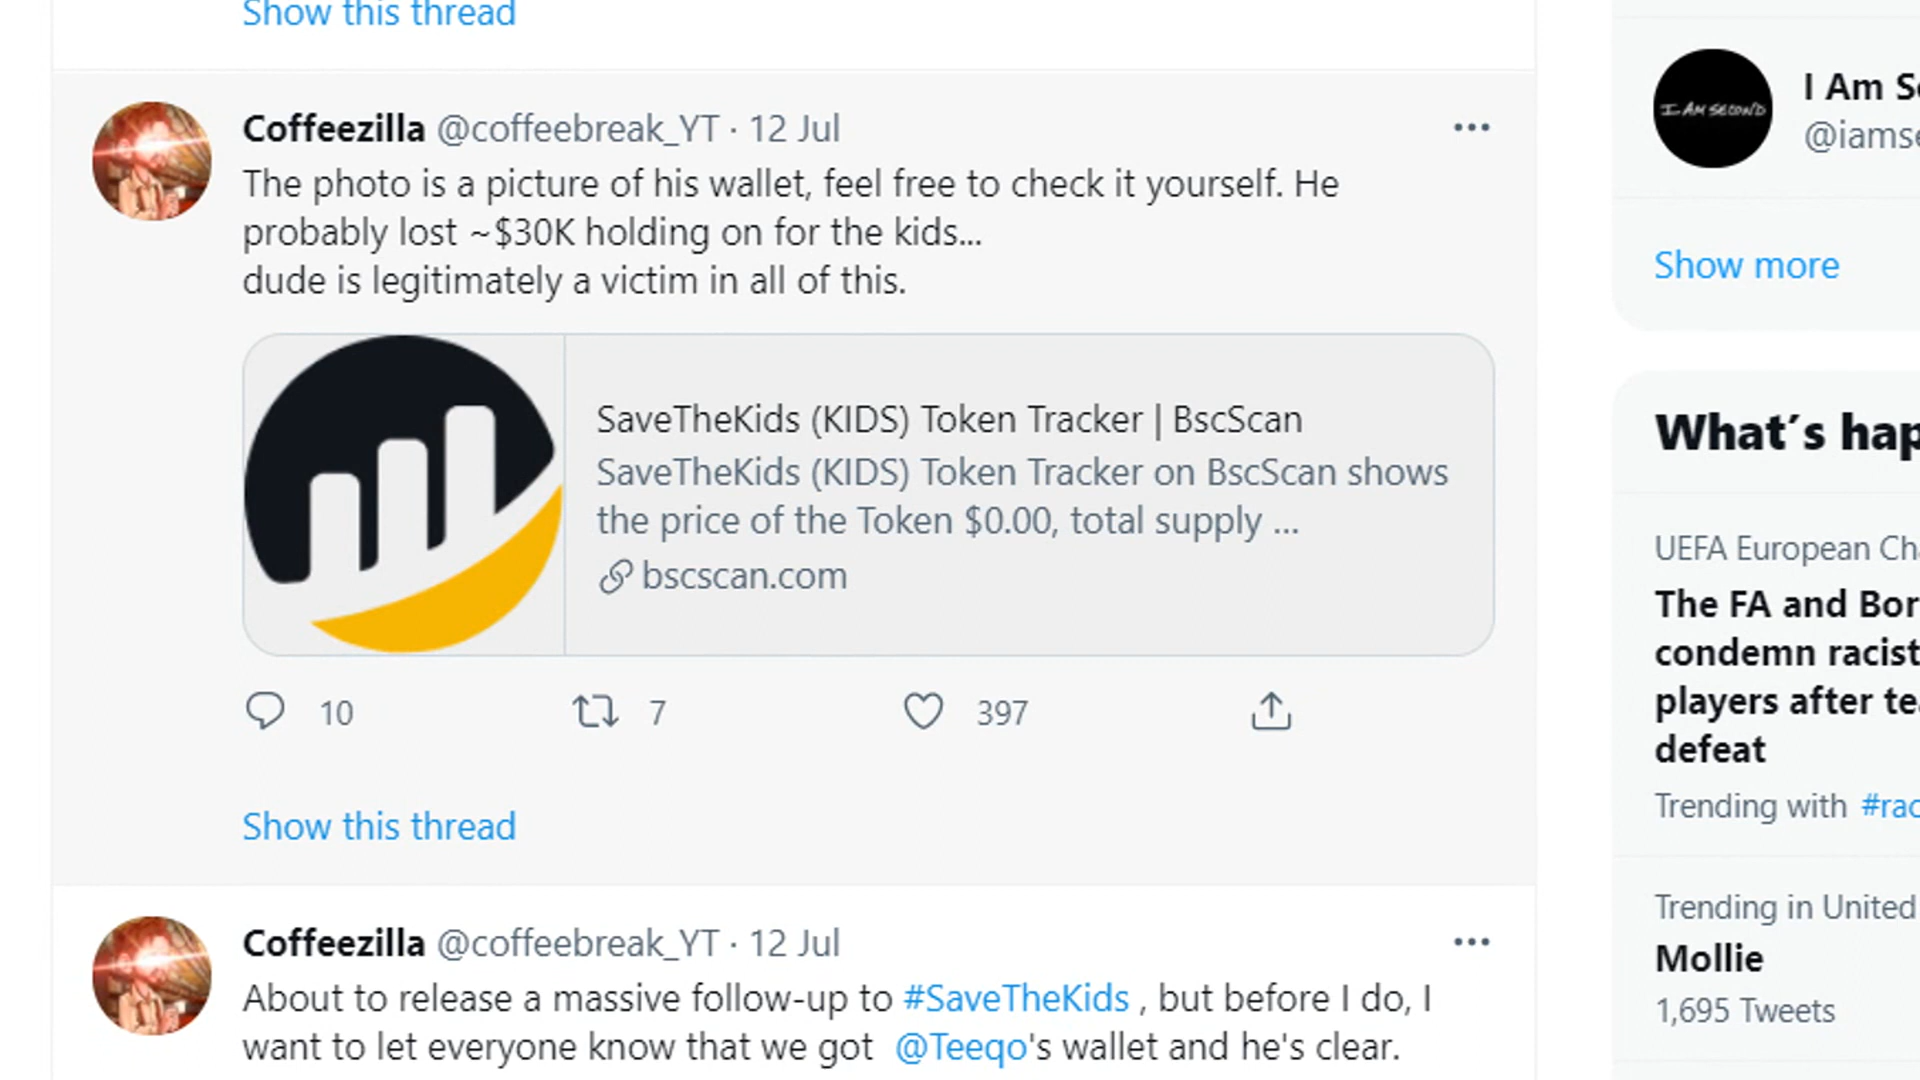 Show this thread
Coffeezilla @coffeebreak_YT · 12 Jul
The photo is a picture of his wallet, feel free to check it yourself. He
probably lost ~$30K holding on for the kids...
dude is legitimately a victim in all of this.
SaveTheKids (KIDS) Token Tracker | BscScan
SaveTheKids (KIDS) Token Tracker on BscScan shows
the price of the Token $0.00, total supply ...
bscscan.com
10 7 397
Show this thread
Coffeezilla @coffeebreak_YT · 12 Jul
About to release a massive follow-up to #SaveTheKids , but before I do, I
want to let everyone know that we got @Teeqo's wallet and he's clear.
I AM SECOND
I Am
@iamse
Show more
What's hap
UEFA European Cha
The FA and Bor
condemn racist
players after te
defeat
Trending with #rac
Trending in United
Mollie
1,695 Tweets